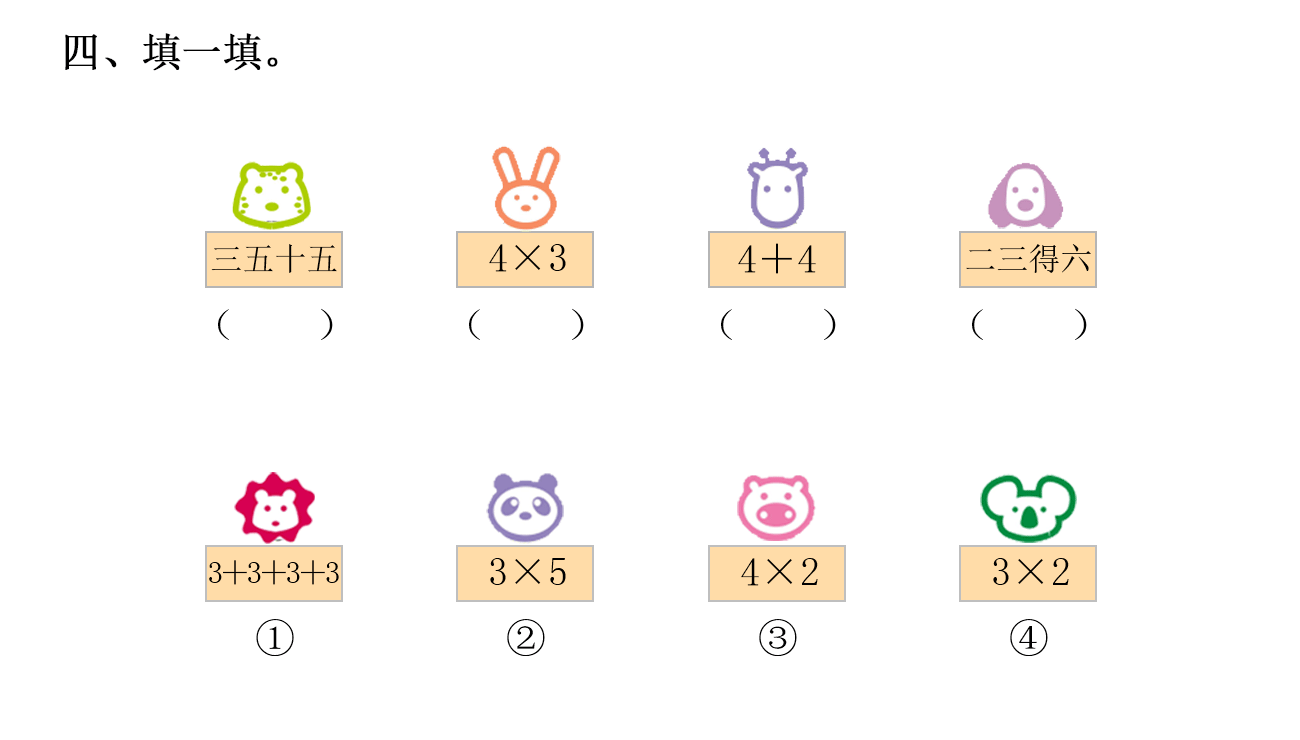 四、填一填。
三五十五 4×3 4+4 二三得六
( ) ( ) ( ) ( )
3+3+3+3 3×5 4×2 3×2
① ② ③ ④